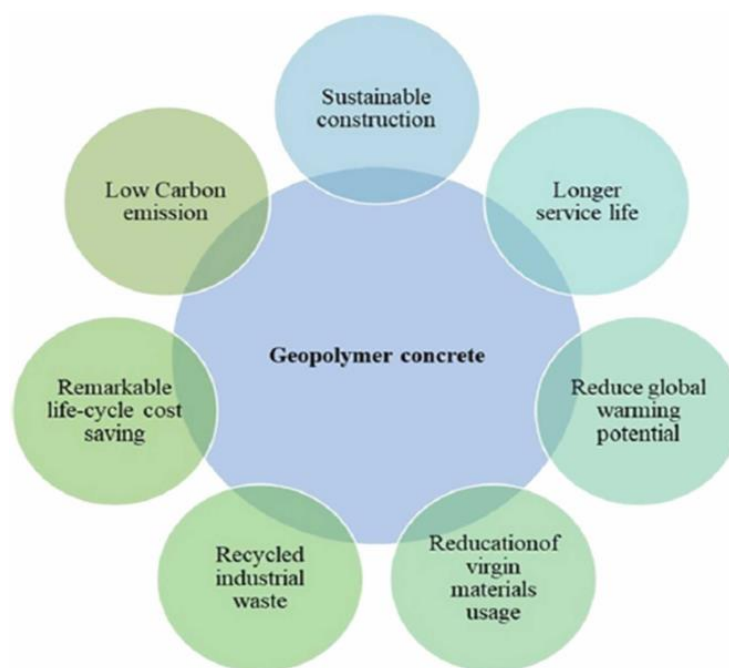 Sustainable
construction
Longer
service life
Reduce global
warming
potential
Reducationof
virgin
materials
usage
Recycled
industrial
waste
Remarkable
life-cycle cost
saving
Low Carbon
emission
Geopolymer concrete